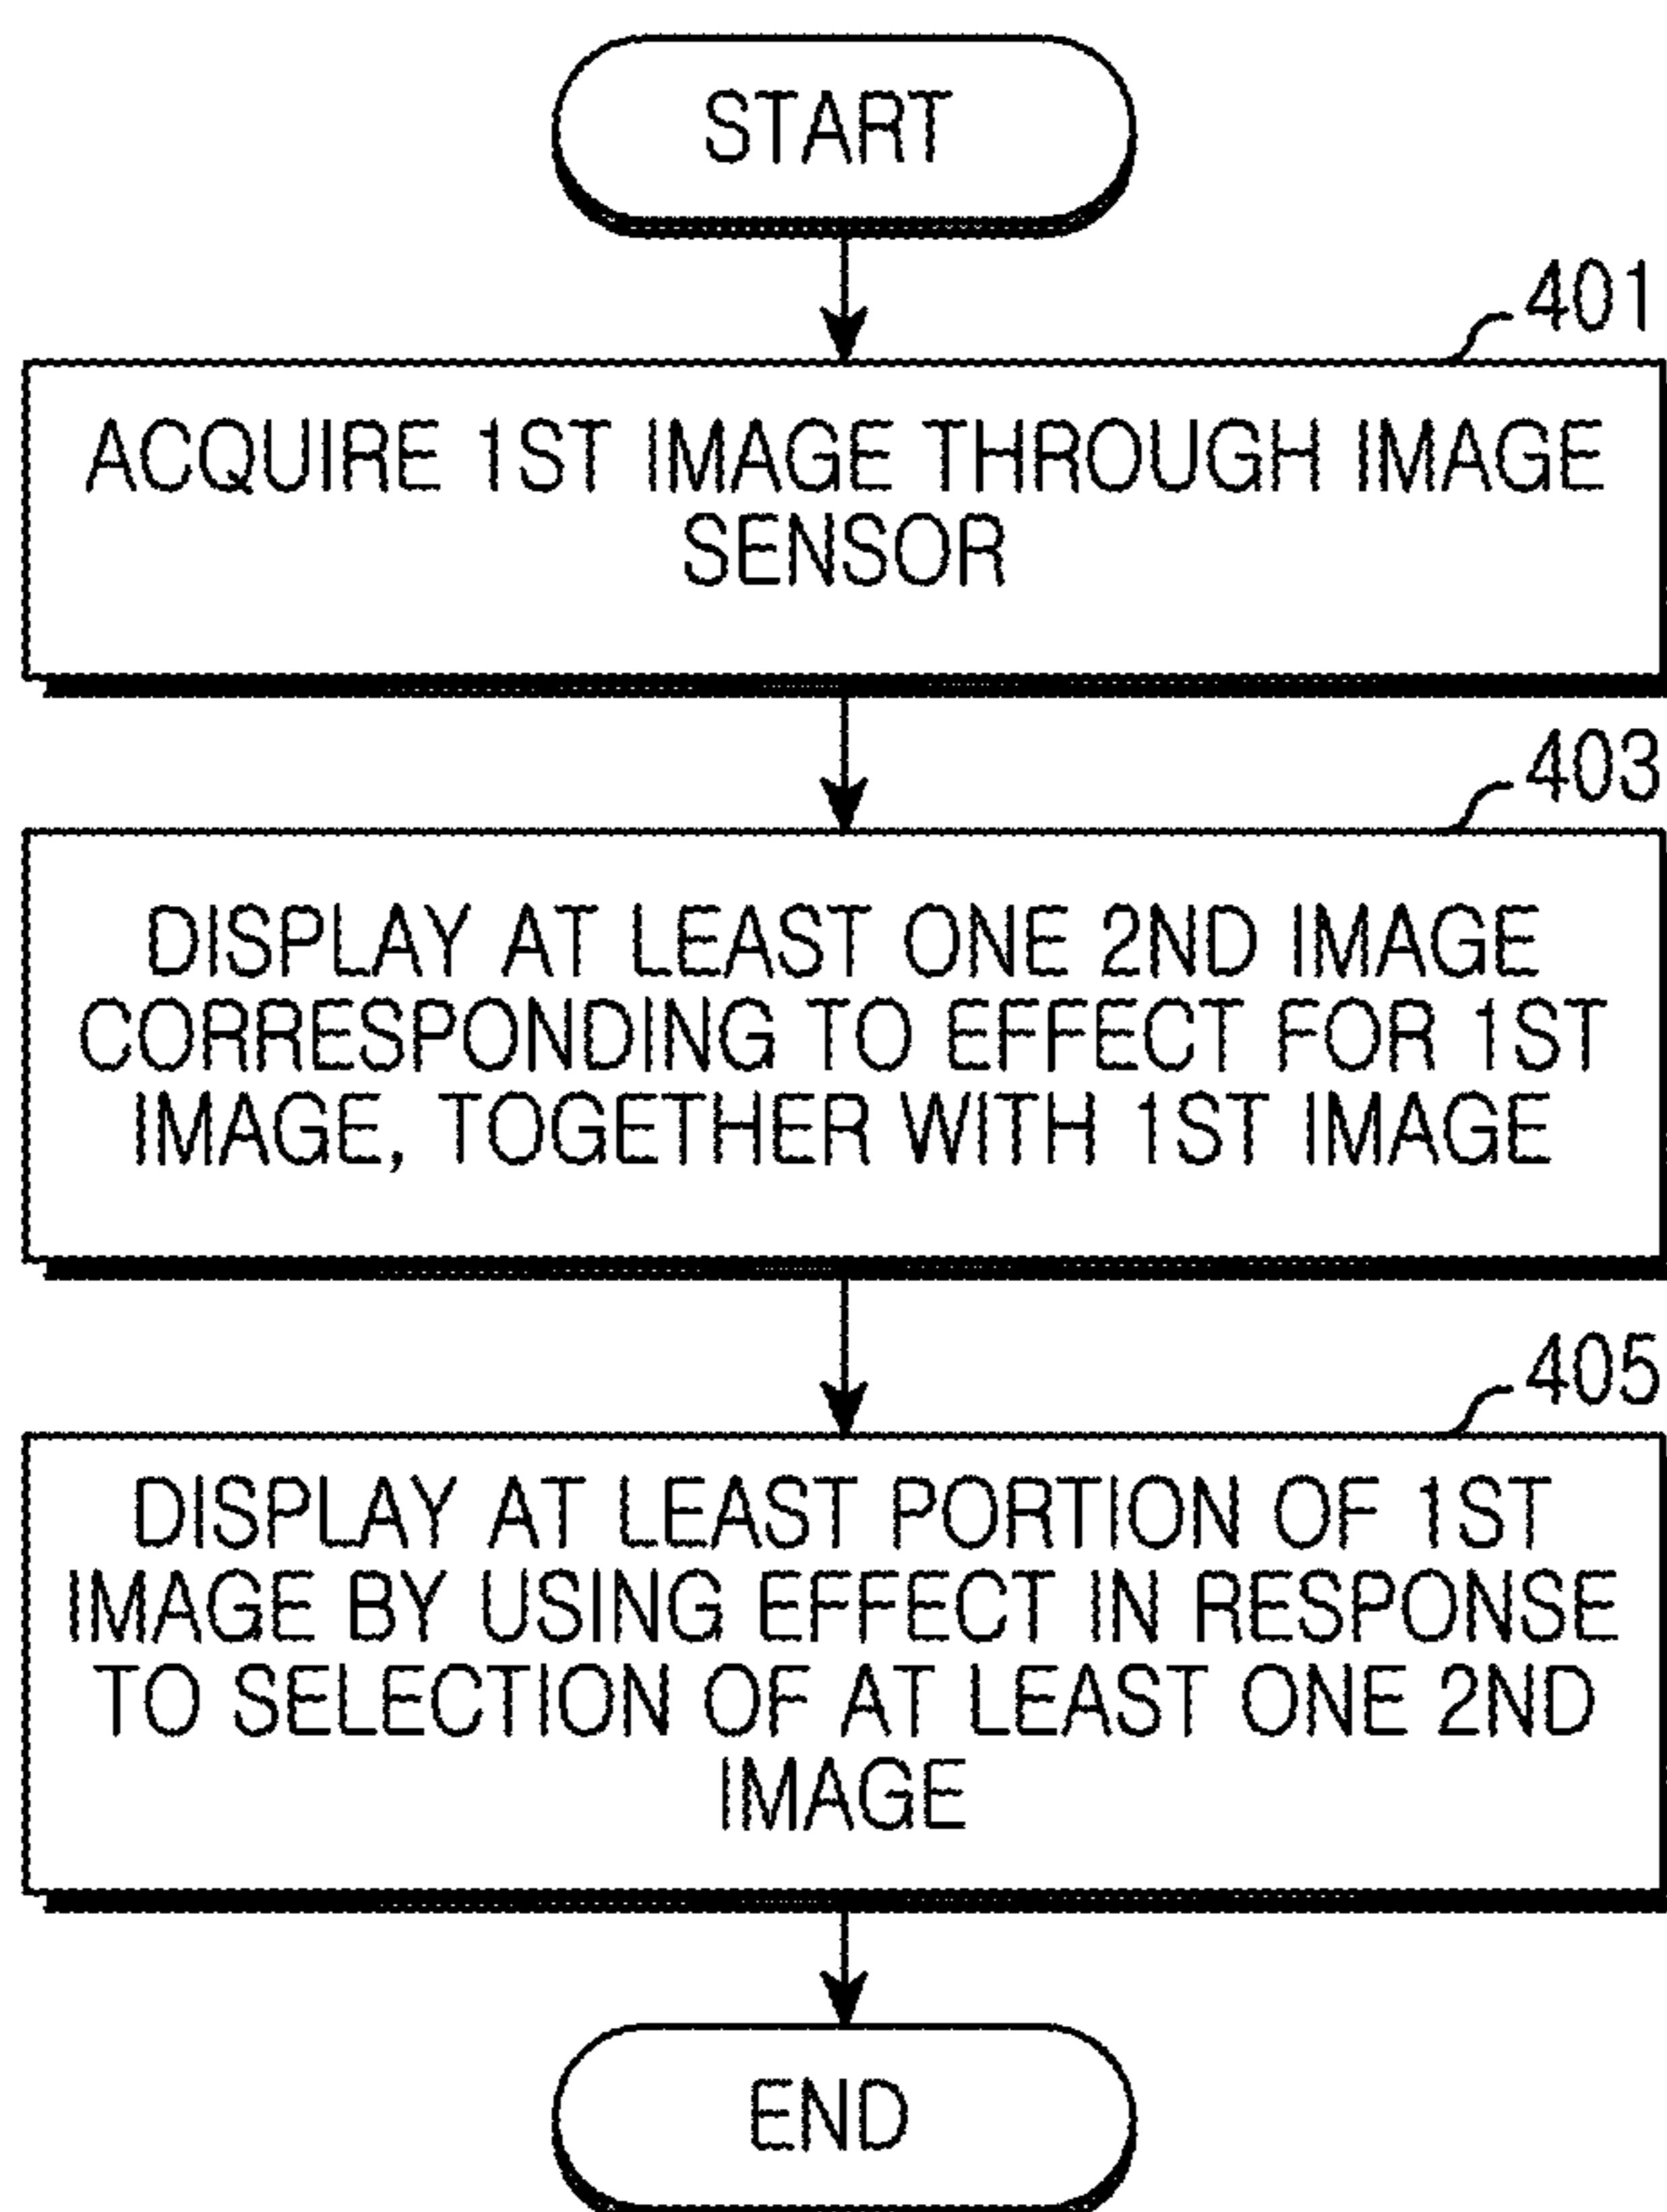 START
401
ACQUIRE 1ST IMAGE THROUGH IMAGE
SENSOR
403
DISPLAY AT LEAST ONE 2ND IMAGE
CORRESPONDING TO EFFECT FOR 1ST
IMAGE, TOGETHER WITH 1ST IMAGE
405
DISPLAY AT LEAST PORTION OF 1ST
IMAGE BY USING EFFECT IN RESPONSE
TO SELECTION OF AT LEAST ONE 2ND
IMAGE
END